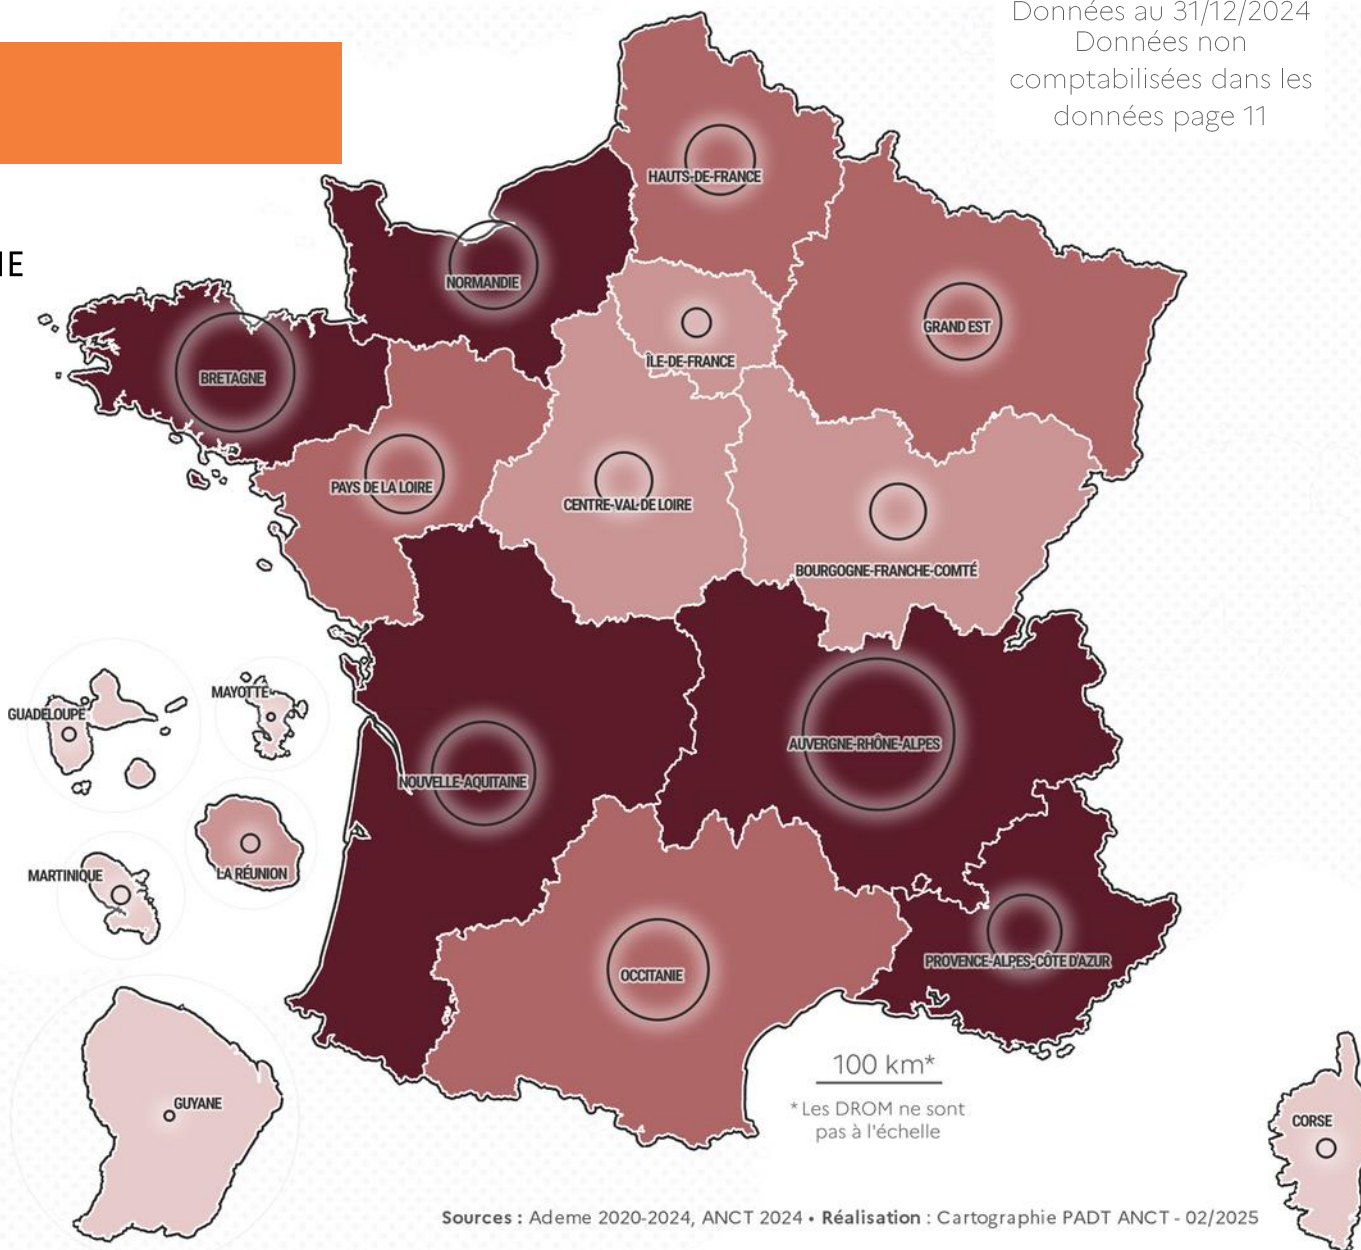 Données au 31/12/2024
Données non
comptabilisées dans les
données page 11
HAUTS-DE-FRANCE
NORMANDIE
GRAND EST
ÎLE-DE-FRANCE
BRETAGNE
PAYS DE LA LOIRE
CENTRE-VAL DE LOIRE
BOURGOGNE-FRANCHE-COMTÉ
MAYOTTE
GUADELOUPE
AUVERGNE-RHÔNE-ALPES
NOUVELLE-AQUITAINE
MARTINIQUE
LA RÉUNION
PROVENCE-ALPES-CÔTE D'AZUR
OCCITANIE
100 km*
* Les DROM ne sont
pas à l'échelle
GUYANE
CORSE
Sources : Ademe 2020-2024, ANCT 2024 • Réalisation : Cartographie PADT ANCT - 02/2025